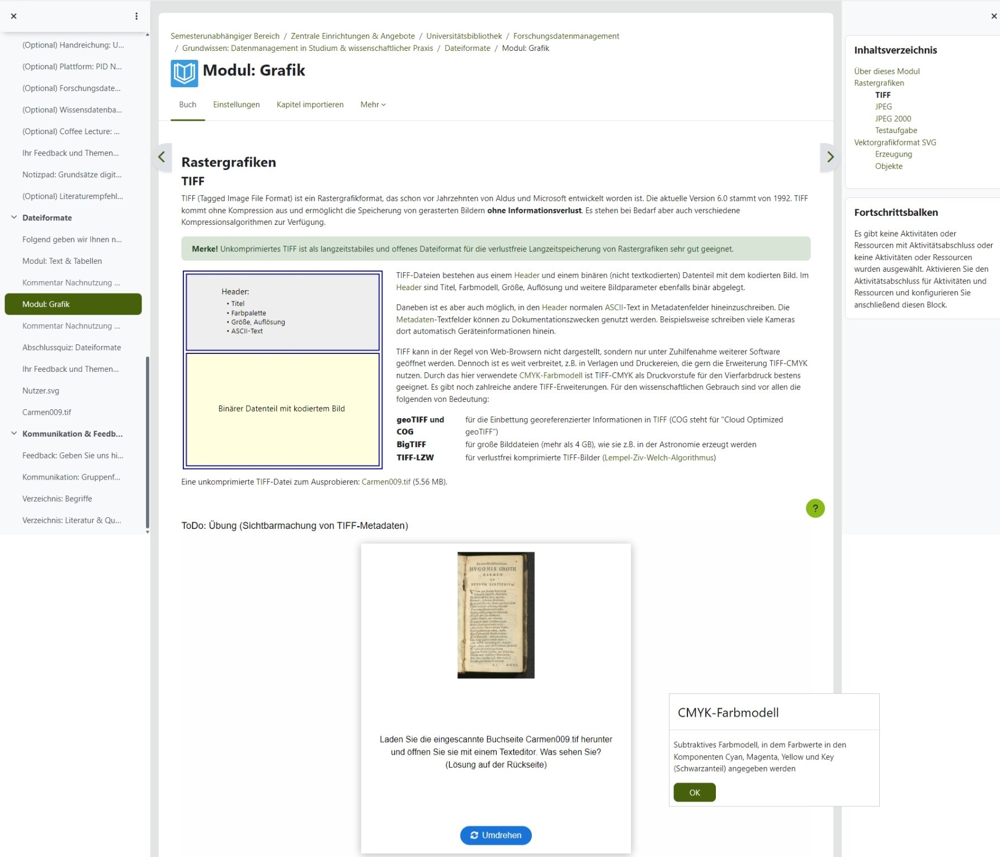 (Optional) Handreichung: U...
(Optional) Plattform: PID N...
(Optional) Forschungsdate...
(Optional) Wissensdatenba...
(Optional) Coffee Lecture: ...
Ihr Feedback und Themen...
Notizpad: Grundsätze digit...
(Optional) Literaturempfehl...
Dateiformate
Folgend geben wir Ihnen n...
Modul: Text & Tabellen
Kommentar Nachnutzung ...
Modul: Grafik
Kommentar Nachnutzung ...
Abschlussquiz: Dateiformate
Ihr Feedback und Themen...
Nutzer.svg
Carmen009.tif
Kommunikation & Feedb...
Feedback: Geben Sie uns hi...
Kommunikation: Gruppenf...
Verzeichnis: Begriffe
Verzeichnis: Literatur & Qu...
Semesterunabhängiger Bereich / Zentrale Einrichtungen & Angebote / Universitätsbibliothek / Forschungsdatenmanagement
/ Grundwissen: Datenmanagement in Studium & wissenschaftlicher Praxis / Dateiformate / Modul: Grafik
Modul: Grafik
Buch Einstellungen Kapitel importieren Mehr
Rastergrafiken
TIFF
TIFF (Tagged Image File Format) ist ein Rastergrafikformat, das schon vor Jahrzehnten von Aldus und Microsoft entwickelt worden ist. Die aktuelle Version 6.0 stammt von 1992. TIFF
kommt ohne Kompression aus und ermöglicht die Speicherung von gerasterten Bildern ohne Informationsverlust. Es stehen bei Bedarf aber auch verschiedene
Kompressionsalgorithmen zur Verfügung.
Merke! Unkomprimiertes TIFF ist als langzeitstabiles und offenes Dateiformat für die verlustfreie Langzeitspeicherung von Rastergrafiken sehr gut geeignet.
Header:
• Titel
• Farbpalette
• Größe, Auflösung
• ASCII-Text
Binärer Datenteil mit kodiertem Bild
TIFF-Dateien bestehen aus einem Header und einem binären (nicht textkodierten) Datenteil mit dem kodierten Bild. Im
Header sind Titel, Farbmodell, Größe, Auflösung und weitere Bildparameter ebenfalls binär abgelegt.
Daneben ist es aber auch möglich, in den Header normalen ASCII-Text in Metadatenfelder hineinzuschreiben. Die
Metadaten-Textfelder können zu Dokumentationszwecken genutzt werden. Beispielsweise schreiben viele Kameras
dort automatisch Geräteinformationen hinein.
TIFF kann in der Regel von Web-Browsern nicht dargestellt, sondern nur unter Zuhilfenahme weiterer Software
geöffnet werden. Dennoch ist es weit verbreitet, z.B. in Verlagen und Druckereien, die gern die Erweiterung TIFF-CMYK
nutzen. Durch das hier verwendete CMYK-Farbmodell ist TIFF-CMYK als Druckvorstufe für den Vierfarbdruck bestens
geeignet. Es gibt noch zahlreiche andere TIFF-Erweiterungen. Für den wissenschaftlichen Gebrauch sind vor allen die
folgenden von Bedeutung:
geoTIFF und COG für die Einbettung georeferenzierter Informationen in TIFF (COG steht für "Cloud Optimized
geoTIFF")
BigTIFF für große Bilddateien (mehr als 4 GB), wie sie z.B. in der Astronomie erzeugt werden
TIFF-LZW für verlustfrei komprimierte TIFF-Bilder (Lempel-Ziv-Welch-Algorithmus)
Eine unkomprimierte TIFF-Datei zum Ausprobieren: Carmen009.tif (5.56 MB).
?
ToDo: Übung (Sichtbarmachung von TIFF-Metadaten)
HVGONIS GROTII
CARMEN
AD
PETRVM SCRIVERIVM.
Laden Sie die eingescannte Buchseite Carmen009.tif herunter
und öffnen Sie sie mit einem Texteditor. Was sehen Sie?
(Lösung auf der Rückseite)
Umdrehen
CMYK-Farbmodell
Subtraktives Farbmodell, in dem Farbwerte in den
Komponenten Cyan, Magenta, Yellow und Key
(Schwarzanteil) angegeben werden
OK
Inhaltsverzeichnis
Über dieses Modul
Rastergrafiken
TIFF
JPEG
JPEG 2000
Testaufgabe
Vektorgrafikformat SVG
Erzeugung
Objekte
Fortschrittsbalken
Es gibt keine Aktivitäten oder
Ressourcen mit Aktivitätsabschluss oder
keine Aktivitäten oder Ressourcen
wurden ausgewählt. Aktivieren Sie den
Aktivitätsabschluss für Aktivitäten und
Ressourcen und konfigurieren Sie
anschließend diesen Block.